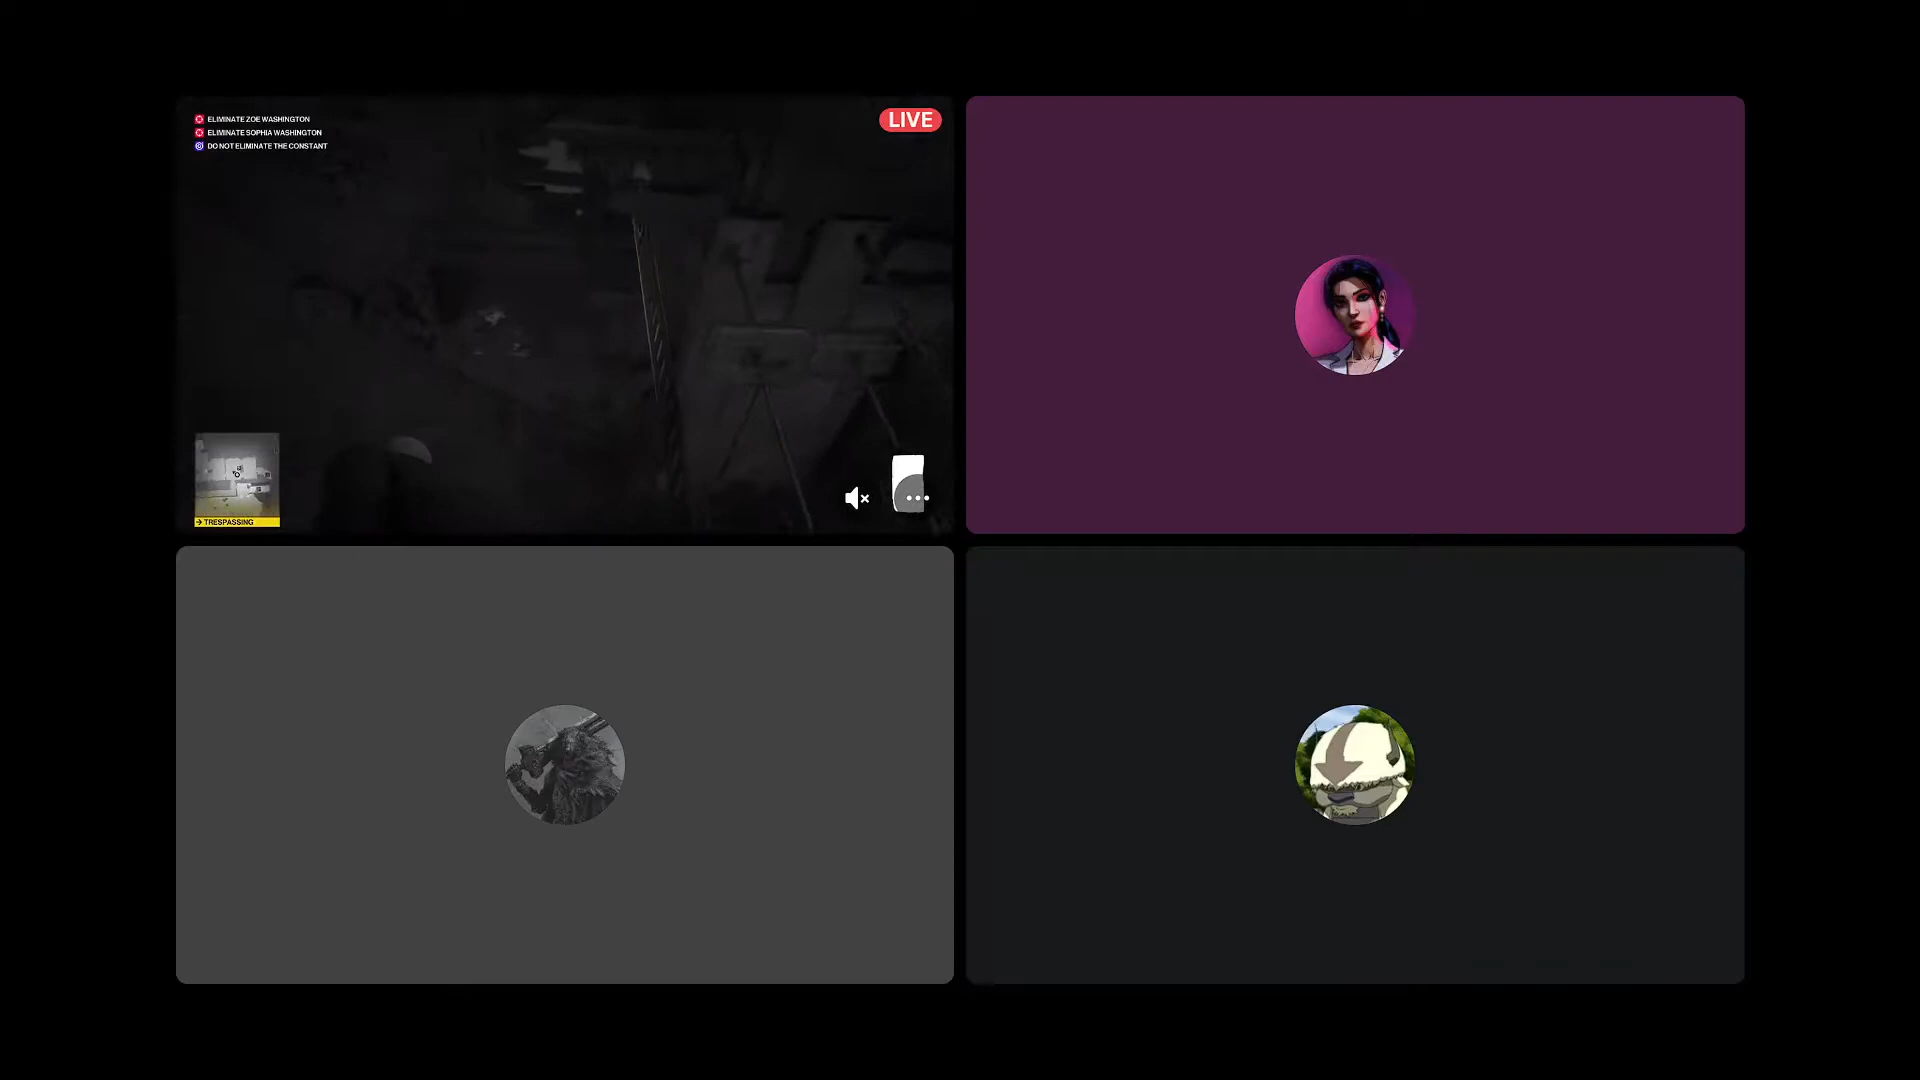 ELIMINATE ZOE WASHINGTON
ELIMINATE SOPHIA WASHINGTON
DO NOT ELIMINATE THE CONSTANT
LIVE
TRESPASSING